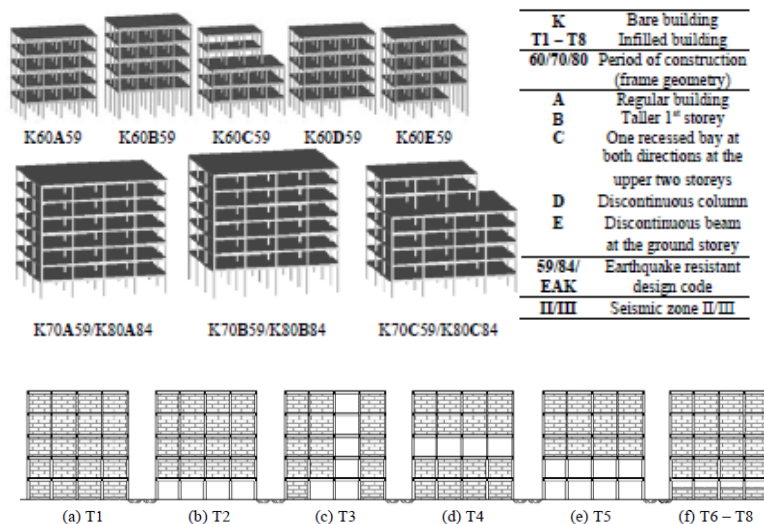 K60A59 K60B59 K60C59 K60D59 K60E59
K70A59/K80A84 K70B59/K80B84 K70C59/K80C84
K Bare building
T1 – T8 Infilled building
60/70/80 Period of construction
(frame geometry)
A Regular building
B Taller 1st storey
C One recessed bay at
both directions at the
upper two storeys
D Discontinuous column
E Discontinuous beam
at the ground storey
59/84/ Earthquake resistant
EAK design code
II/III Seismic zone II/III
(a) T1 (b) T2 (c) T3 (d) T4 (e) T5 (f) T6 – T8